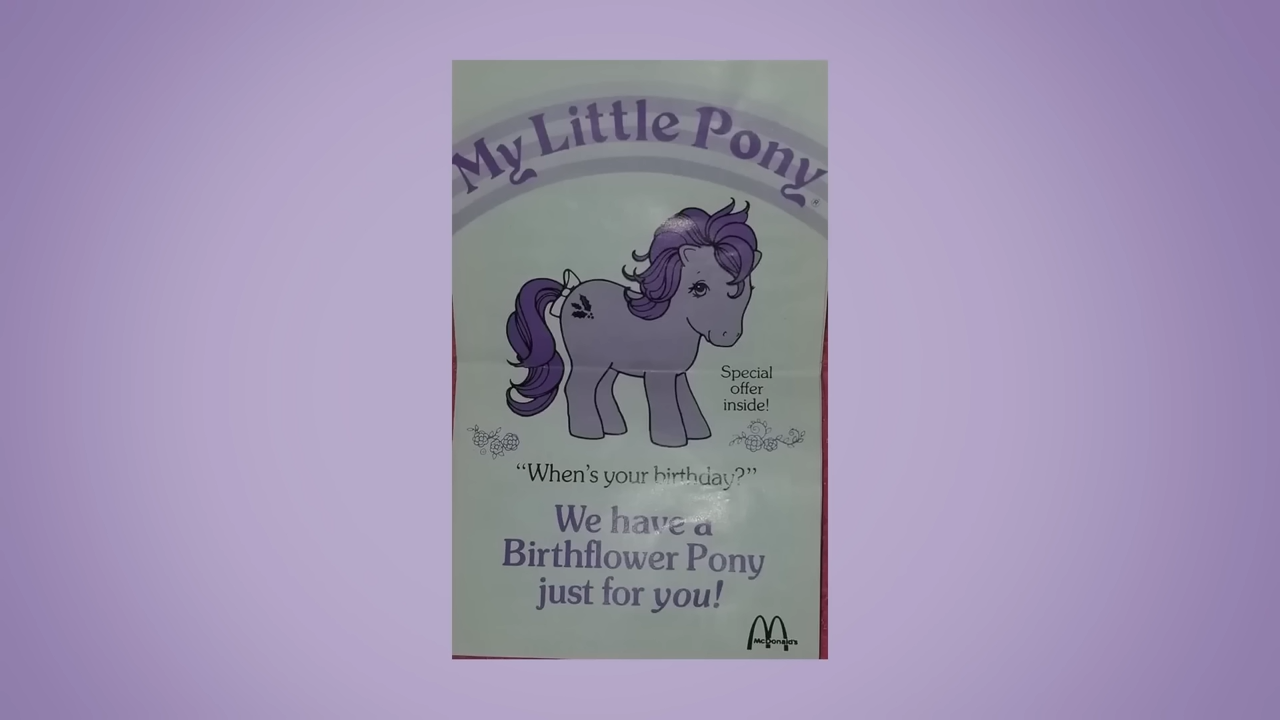 My Little Pony®
Special
offer
inside!
“When's your birthday?”
We have a
Birthflower Pony
just for you!
McDonald's